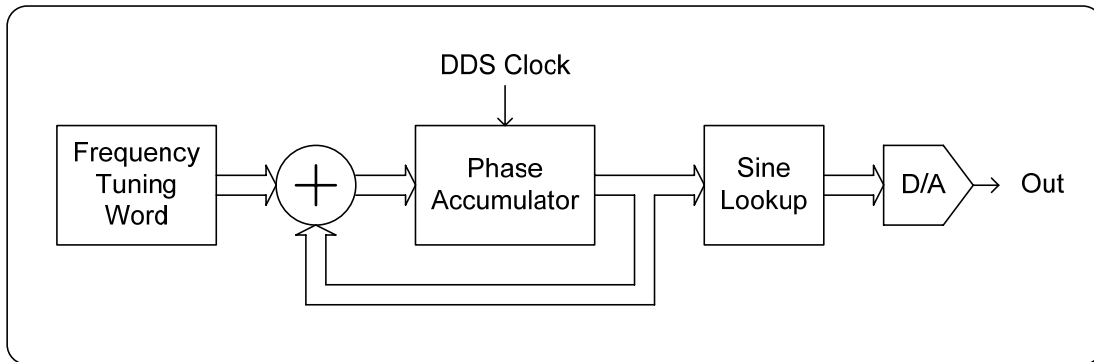 DDS Clock
Frequency
Tuning
Word
+
Phase
Accumulator
Sine
Lookup
D/A
Out